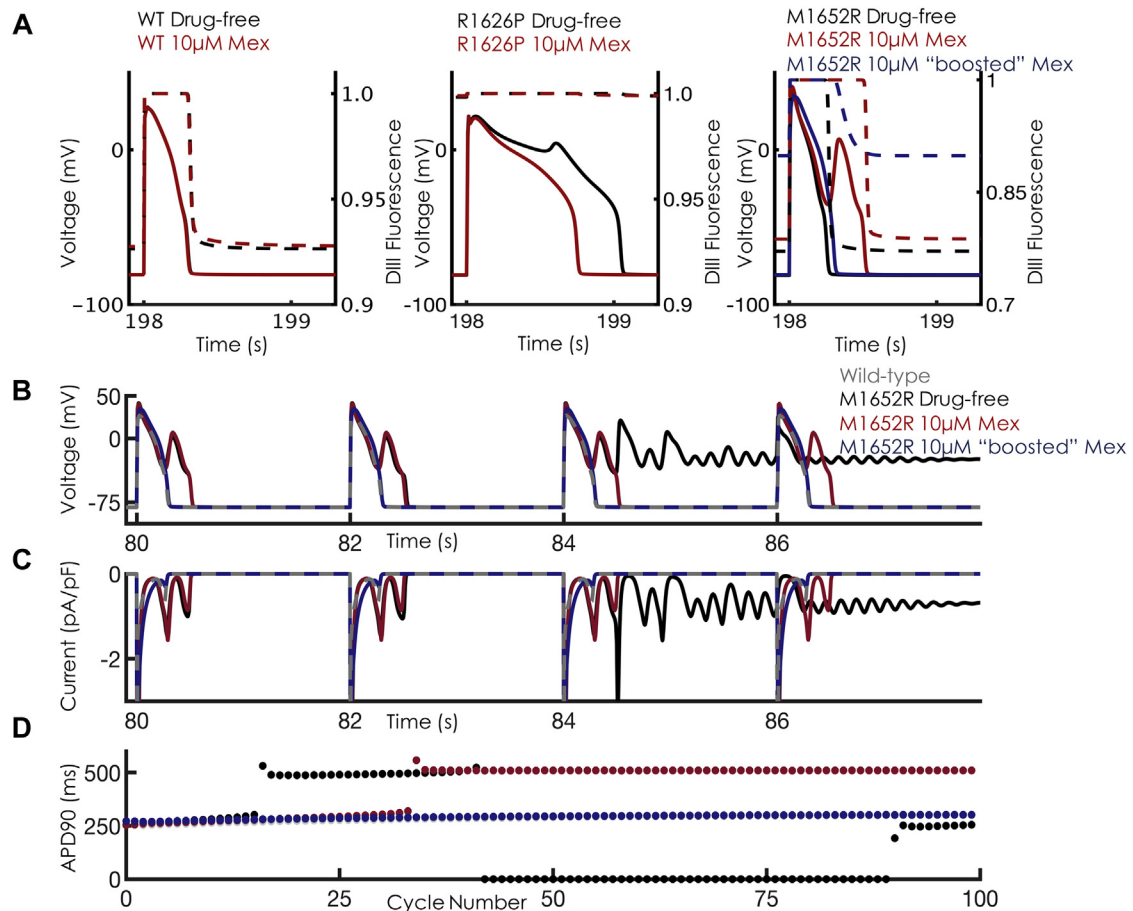 A
WT Drug-free
WT 10µM Mex
R1626P Drug-free
R1626P 10µM Mex
M1652R Drug-free
M1652R 10µM Mex
M1652R 10µM “boosted” Mex
Voltage (mV)
0
-100
1.0
0.95
0.9
DIII Fluorescence
198
199
Time (s)
Voltage (mV)
0
-100
1.0
0.95
0.9
DIII Fluorescence
198
199
Time (s)
Voltage (mV)
0
-100
1
0.85
0.7
DIII Fluorescence
198
199
Time (s)
B
Wild-type
M1652R Drug-free
M1652R 10µM Mex
M1652R 10µM “boosted” Mex
Voltage (mV)
50
0
-75
80
82
84
86
Time (s)
C
Current (pA/pF)
0
-2
80
82
84
86
Time (s)
D
APD90 (ms)
500
250
0
0
25
50
75
100
Cycle Number